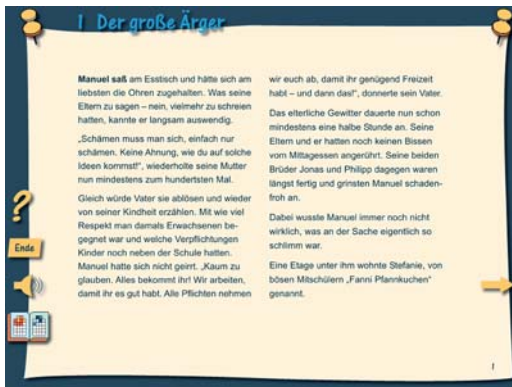 1 Der große Ärger
Manuel saß am Esstisch und hätte sich am
liebsten die Ohren zugehalten. Was seine
Eltern zu sagen – nein, vielmehr zu schreien
hatten, kannte er langsam auswendig.
„Schämen muss man sich, einfach nur
schämen. Keine Ahnung, wie du auf solche
Ideen kommst!“, wiederholte seine Mutter
nun mindestens zum hundertsten Mal.
Gleich würde Vater sie ablösen und wieder
von seiner Kindheit erzählen. Mit wie viel
Respekt man damals Erwachsenen be-
gegnet war und welche Verpflichtungen
Kinder noch neben der Schule hatten.
Manuel hatte sich nicht geirrt. „Kaum zu
glauben. Alles bekommt ihr! Wir arbeiten,
damit ihr es gut habt. Alle Pflichten nehmen
wir euch ab, damit ihr genügend Freizeit
habt – und dann das!“, donnerte sein Vater.
Das elterliche Gewitter dauerte nun schon
mindestens eine halbe Stunde an. Seine
Eltern und er hatten noch keinen Bissen
vom Mittagessen angerührt. Seine beiden
Brüder Jonas und Philipp dagegen waren
längst fertig und grinsten Manuel schaden-
froh an.
Dabei wusste Manuel immer noch nicht
wirklich, was an der Sache eigentlich so
schlimm war.
Eine Etage unter ihm wohnte Stefanie, von
bösen Mitschülern „Fanni Pfannkuchen“
genannt.
?
Ende
1